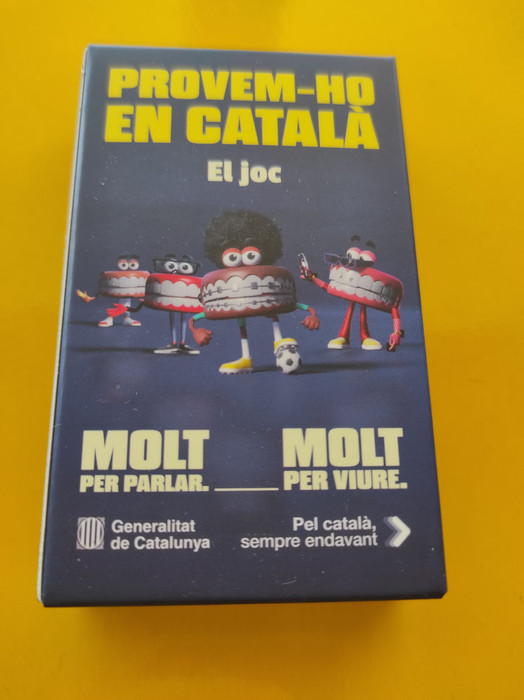 PROVEM-HO
EN CATALÀ
El joc
MOLT
PER PARLAR.
MOLT
PER VIURE.
Generalitat
de Catalunya
Pel català,
sempre endavant